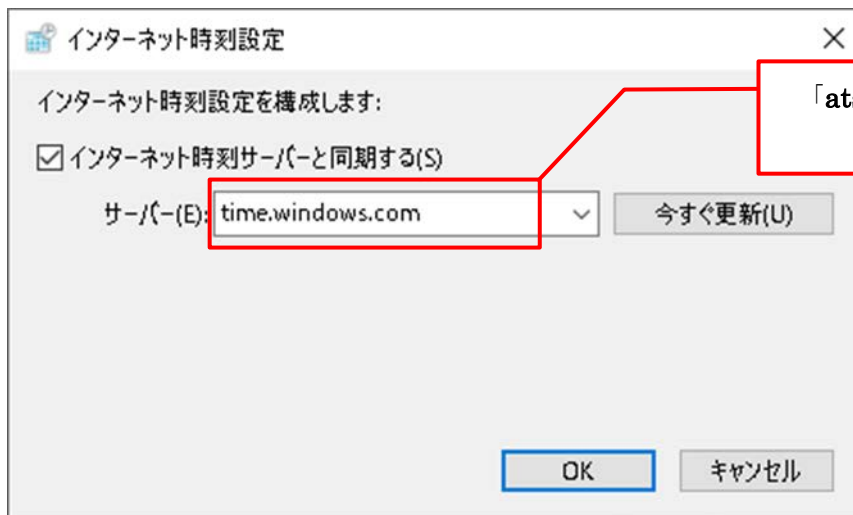 インターネット時刻設定
インターネット時刻設定を構成します:
インターネット時刻サーバーと同期する(S)
サーバー(E): time.windows.com 今すぐ更新(U)
OK キャンセル